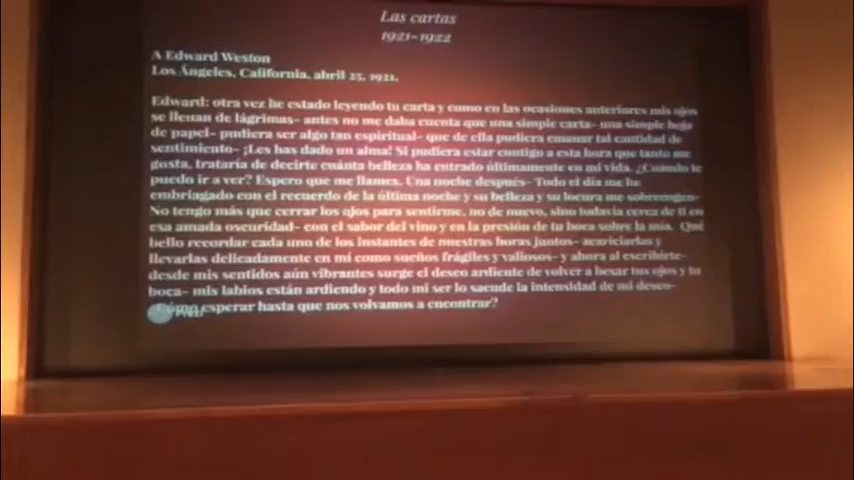 Las cartas
1921-1922
A Edward Weston
Los Ángeles, California, abril 25, 1921.
Edward: otra vez he estado leyendo tu carta y como en las ocasiones anteriores mis ojos
se llenan de lágrimas- antes no me daba cuenta que una simple carta- una simple hoja
de papel- pudiera ser algo tan espiritual- que de ella pudiera emanar tal cantidad de
sentimiento- ¡Les has dado un alma! Si pudiera estar contigo a esta hora que tanto me
gusta, trataría de decirte cuánta belleza ha entrado últimamente en mi vida. ¿Cuándo te
puedo ir a ver? Espero que me llames. Una noche después- Todo el día me he
embriagado con el recuerdo de la última noche y su belleza y su locura me sobrecogen-
No tengo más que cerrar los ojos para sentirme, no de nuevo, sino todavía cerca de ti en
esa amada oscuridad- con el sabor del vino y en la presión de tu boca sobre la mía. Qué
bello recordar cada uno de los instantes de nuestras horas juntos- acariciarlas y
llevarlas delicadamente en mí como sueños frágiles y valiosos- y ahora al escribirte-
desde mis sentidos aún vibrantes surge el deseo ardiente de volver a besar tus ojos y tu
boca- mis labios están ardiendo y todo mi ser lo sacude la intensidad de mi deseo-
Cómo esperar hasta que nos volvamos a encontrar?